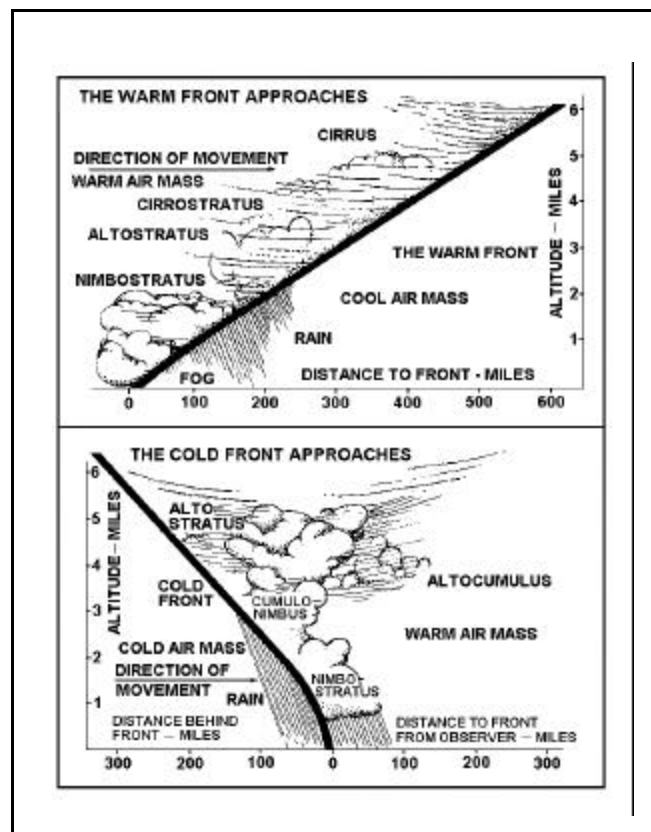 THE WARM FRONT APPROACHES
6
CIRRUS
5
DIRECTION OF MOVEMENT
WARM AIR MASS
CIRROSTRATUS
4
ALTOSTRATUS
THE WARM FRONT
3
ALTITUDE – MILES
NIMBOSTRATUS
COOL AIR MASS
2
RAIN
1
FOG
DISTANCE TO FRONT - MILES
0 100 200 300 400 500 600
THE COLD FRONT APPROACHES
6
ALTO
STRATUS
5
4
ALTITUDE – MILES
COLD
FRONT
ALTOCUMULUS
CUMULO-
NIMBUS
3
WARM AIR MASS
COLD AIR MASS
2
DIRECTION OF
MOVEMENT
RAIN
NIMBO-
STRATUS
1
DISTANCE BEHIND
FRONT – MILES
DISTANCE TO FRONT
FROM OBSERVER – MILES
300 200 100 0 100 200 300